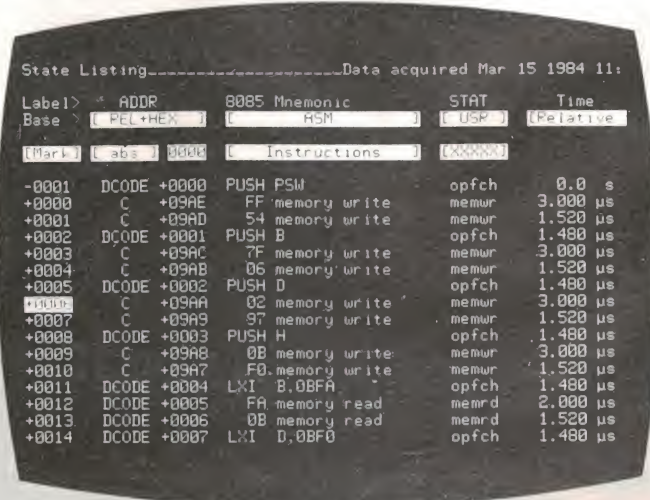 State Listing____________________Data acquired Mar 15 1984 11:
Label> ADDR 8085 Mnemonic STAT Time
Base > [ REL+HEX ] [ ASM ] [ USR ] [Relative
[Mark] [ abs ] 0000 [ Instructions ] [XXXXX]
-0001 DCODE +0000 PUSH PSW opfch 0.0 s
+0000 C +09AE FF memory write memwr 3.000 µs
+0001 C +09AD 54 memory write memwr 1.520 µs
+0002 DCODE +0001 PUSH B opfch 1.480 µs
+0003 C +09AC 7F memory write memwr 3.000 µs
+0004 C +09AB 06 memory write memwr 1.520 µs
+0005 DCODE +0002 PUSH D opfch 1.480 µs
+0006 C +09AA 02 memory write memwr 3.000 µs
+0007 C +09A9 97 memory write memwr 1.520 µs
+0008 DCODE +0003 PUSH H opfch 1.480 µs
+0009 C +09A8 0B memory write memwr 3.000 µs
+0010 C +09A7 F0 memory write memwr 1.520 µs
+0011 DCODE +0004 LXI B,0BFA opfch 1.480 µs
+0012 DCODE +0005 FA memory read memrd 2.000 µs
+0013 DCODE +0006 0B memory read memrd 1.520 µs
+0014 DCODE +0007 LXI D,0BF0 opfch 1.480 µs